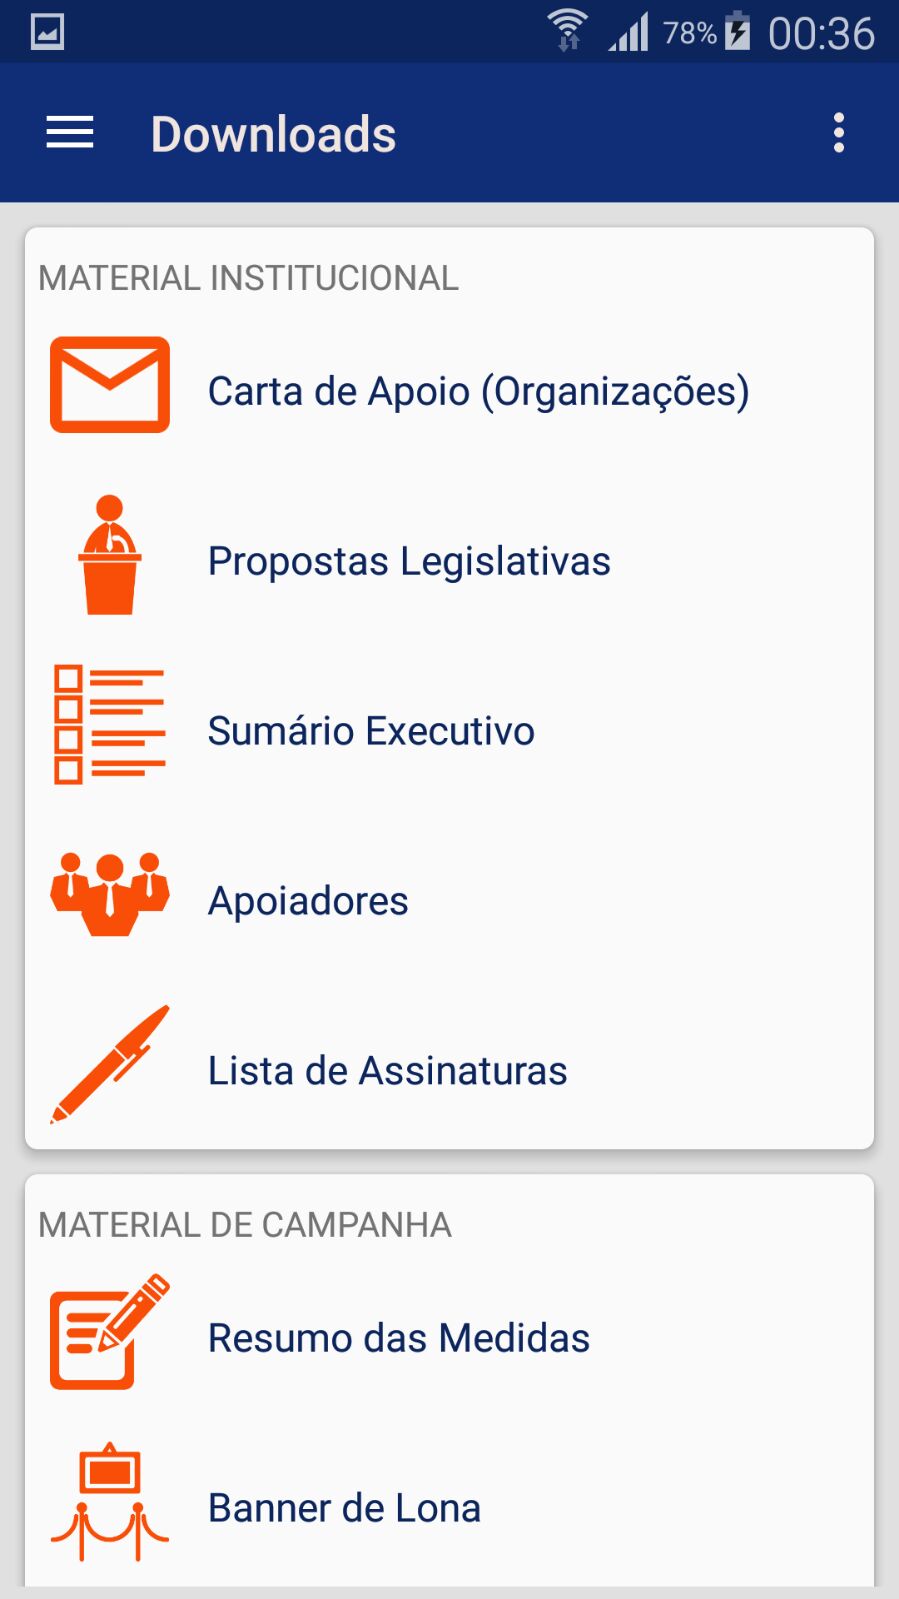 78% 00:36
Downloads
MATERIAL INSTITUCIONAL
Carta de Apoio (Organizações)
Propostas Legislativas
Sumário Executivo
Apoiadores
Lista de Assinaturas
MATERIAL DE CAMPANHA
Resumo das Medidas
Banner de Lona